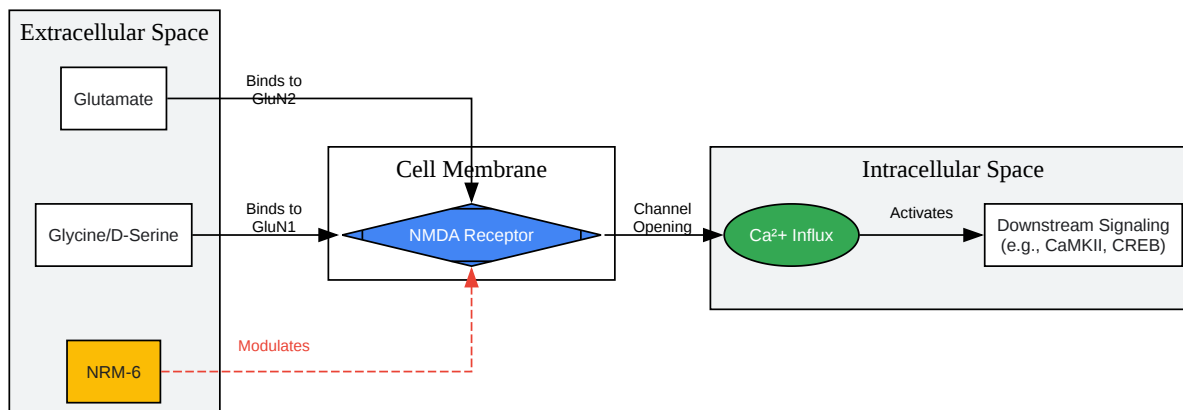 Extracellular Space
Glutamate
Binds to
GluN2
Cell Membrane
Intracellular Space
Glycine/D-Serine
Binds to
GluN1
NMDA Receptor
Channel
Opening
Ca²+ Influx
Activates
Downstream Signaling
(e.g., CaMKII, CREB)
NRM-6
Modulates